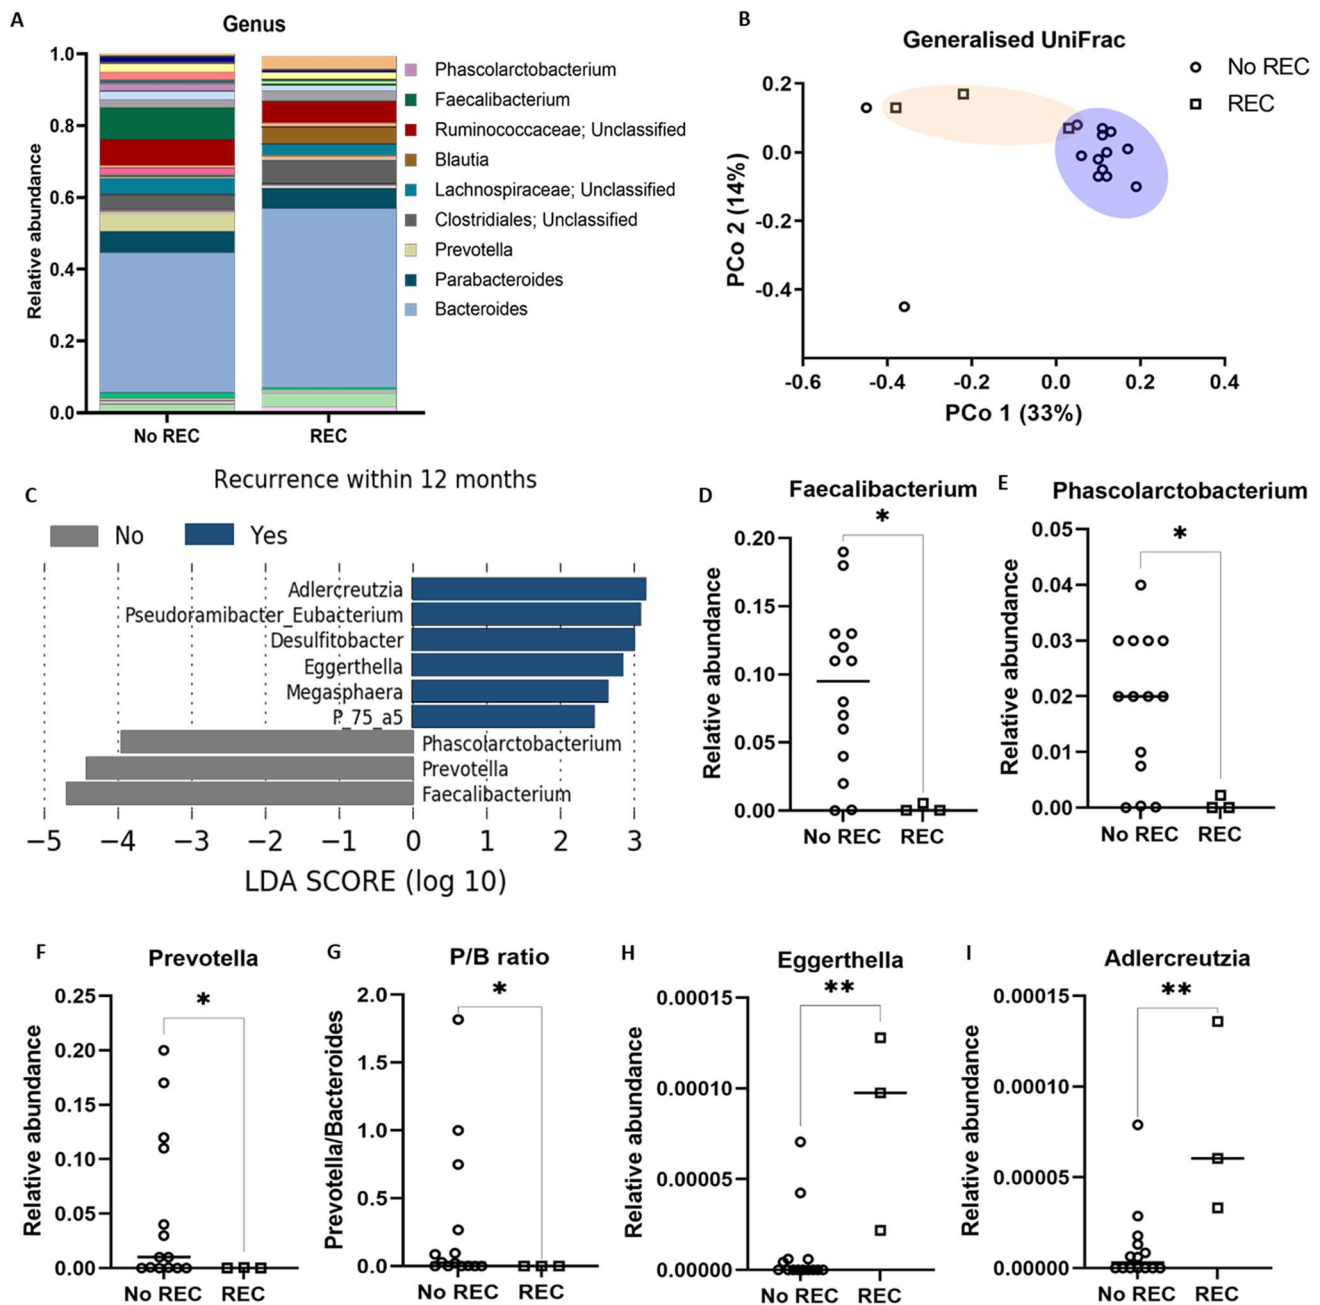 A
Genus
Relative abundance
1.0
0.8
0.6
0.4
0.2
0.0
No REC
REC
Phascolarctobacterium
Faecalibacterium
Ruminococcaceae; Unclassified
Blautia
Lachnospiraceae; Unclassified
Clostridiales; Unclassified
Prevotella
Parabacteroides
Bacteroides
B
Generalised UniFrac
No REC
REC
PCo 2 (14%)
0.2
0.0
-0.2
-0.4
-0.6 -0.4 -0.2 0.0 0.2 0.4
PCo 1 (33%)
C
Recurrence within 12 months
No Yes
Adlercreutzia
Pseudoramibacter_Eubacterium
Desulfitobacter
Eggerthella
Megasphaera
P_75_a5
Phascolarctobacterium
Prevotella
Faecalibacterium
−5 −4 −3 −2 −1 0 1 2 3
LDA SCORE (log 10)
D
Faecalibacterium
*
Relative abundance
0.20
0.15
0.10
0.05
0.00
No REC REC
E
Phascolarctobacterium
*
Relative abundance
0.05
0.04
0.03
0.02
0.01
0.00
No REC REC
F
Prevotella
*
Relative abundance
0.25
0.20
0.15
0.10
0.05
0.00
No REC REC
G
P/B ratio
*
Prevotella/Bacteroides
2.0
1.5
1.0
0.5
0.0
No REC REC
H
Eggerthella
**
Relative abundance
0.00015
0.00010
0.00005
0.00000
No REC REC
I
Adlercreutzia
**
Relative abundance
0.00015
0.00010
0.00005
0.00000
No REC REC